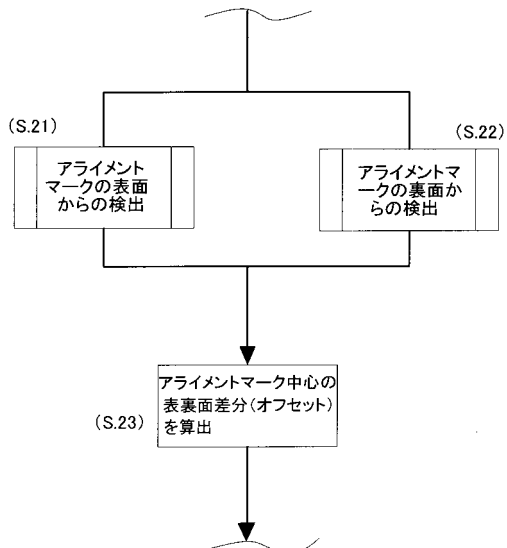 (S.21)
アライメント
マークの表面
からの検出
(S.22)
アライメントマ
ークの裏面か
らの検出
(S.23)
アライメントマーク中心の
表裏面差分(オフセット)
を算出